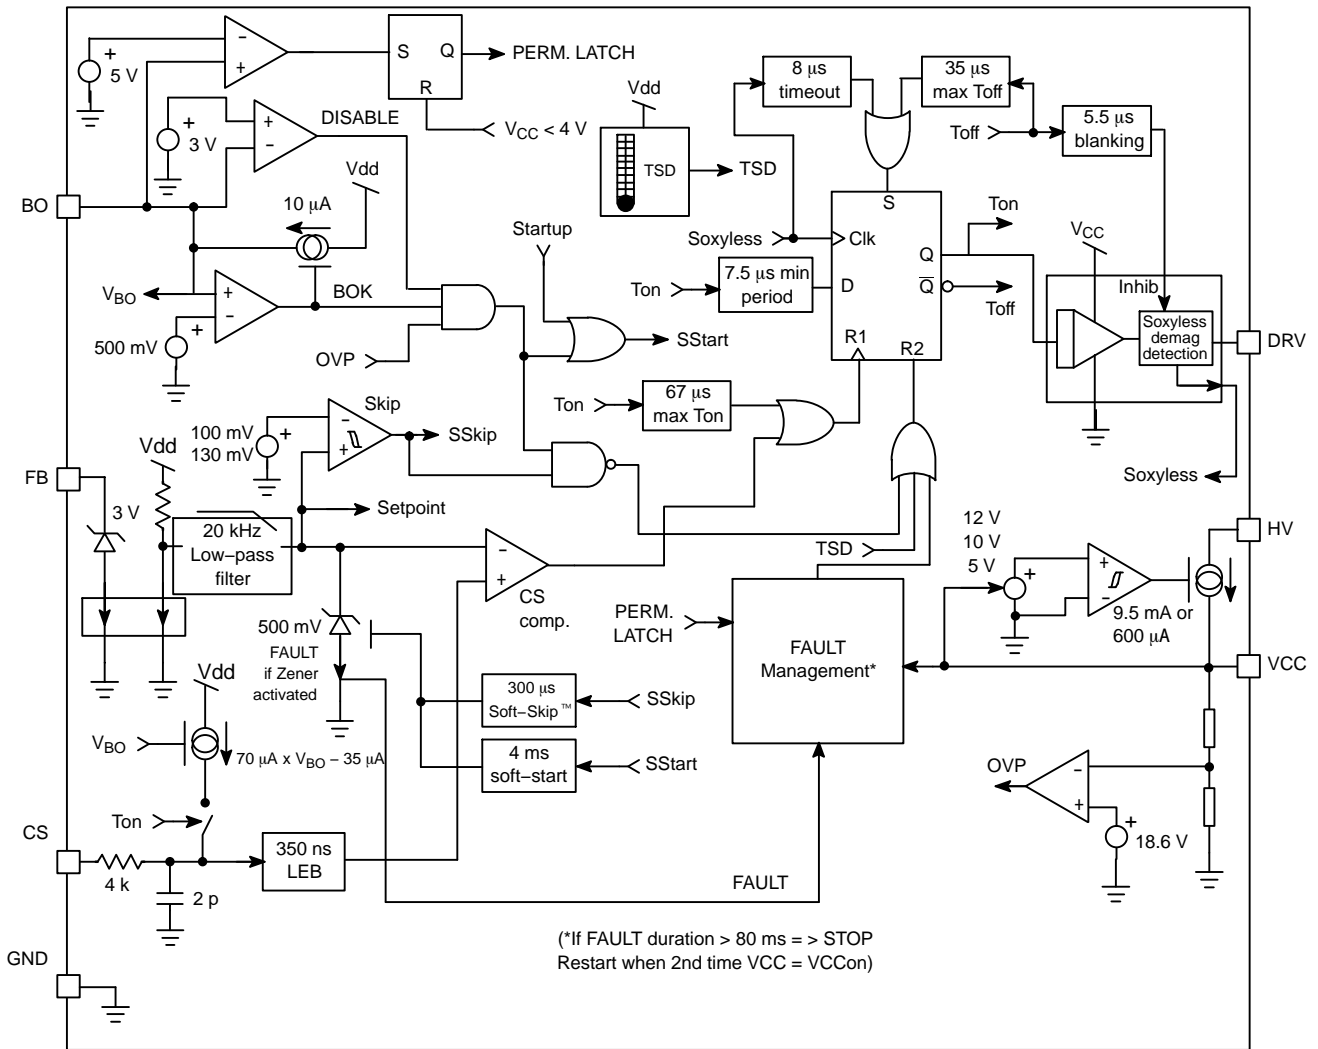 5 V
S
Q
R
PERM. LATCH
V_CC < 4 V
3 V
DISABLE
Vdd
10 μA
BO
V_BO
BOK
500 mV
OVP
Startup
SStart
Vdd
TSD
TSD
8 μs
timeout
35 μs
max Toff
Toff
5.5 μs
blanking
Soxyless
Clk
S
Q
Q̅
D
R1
R2
Ton
7.5 μs min
period
Ton
Toff
V_CC
Inhib
Soxyless
demag
detection
DRV
Soxyless
Ton
67 μs
max Ton
Skip
100 mV
130 mV
SSkip
Vdd
FB
3 V
20 kHz
Low–pass
filter
Setpoint
CS
comp.
TSD
12 V
10 V
5 V
HV
9.5 mA or
600 μA
500 mV
FAULT
if Zener
activated
PERM.
LATCH
FAULT
Management*
VCC
Vdd
V_BO
70 μA x V_BO – 35 μA
300 μs
Soft–Skip™
SSkip
4 ms
soft–start
SStart
OVP
18.6 V
Ton
CS
4 k
2 p
350 ns
LEB
FAULT
GND
(*If FAULT duration > 80 ms = > STOP
Restart when 2nd time VCC = VCCon)